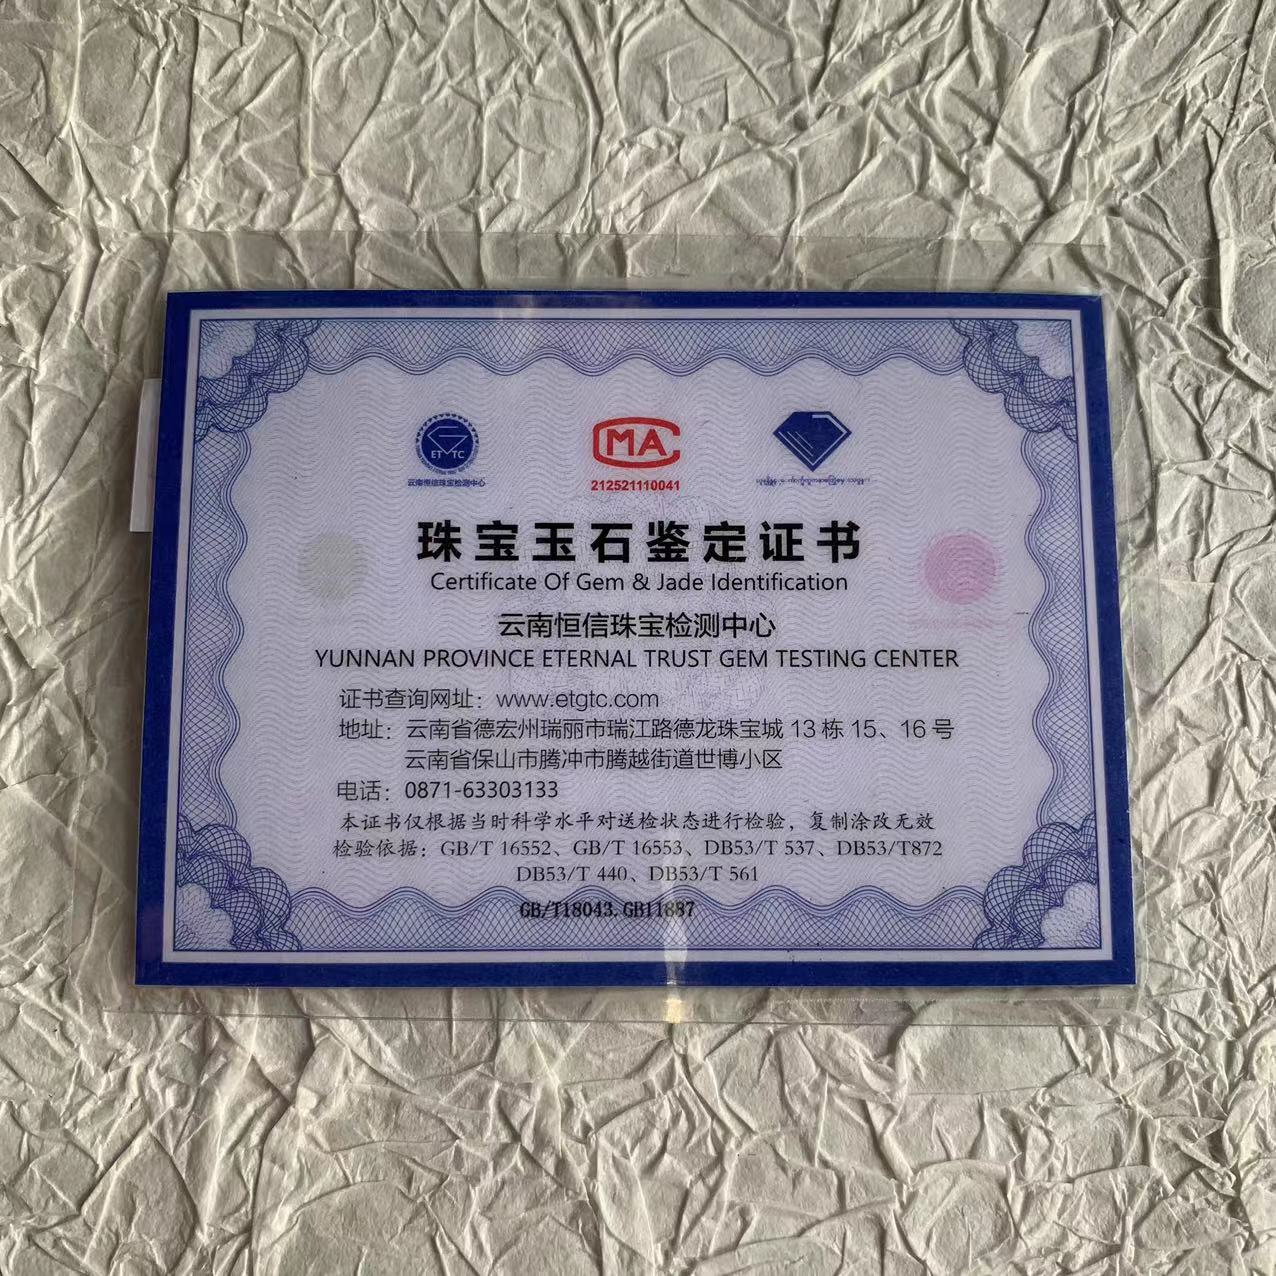 ETGTC
云南恒信珠宝检测中心
CMA
212521110041
珠宝玉石鉴定证书
Certificate Of Gem & Jade Identification
云南恒信珠宝检测中心
YUNNAN PROVINCE ETERNAL TRUST GEM TESTING CENTER
证书查询网址：www.etgtc.com
地址：云南省德宏州瑞丽市瑞江路德龙珠宝城 13 栋 15、16 号
云南省保山市腾冲市腾越街道世博小区
电话：0871-63303133
本证书仅根据当时科学水平对送检状态进行检验，复制涂改无效
检验依据：GB/T 16552、GB/T 16553、DB53/T 537、DB53/T872
DB53/T 440、DB53/T 561
GB/T18043.GB11887